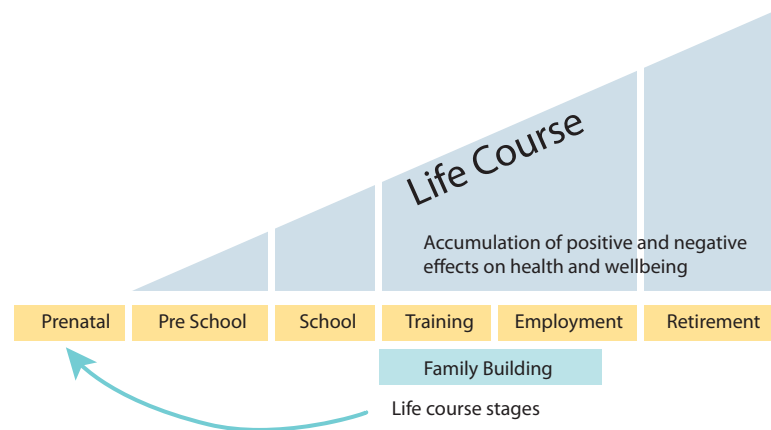 Life Course
Accumulation of positive and negative
effects on health and wellbeing
Prenatal
Pre School
School
Training
Employment
Retirement
Family Building
Life course stages